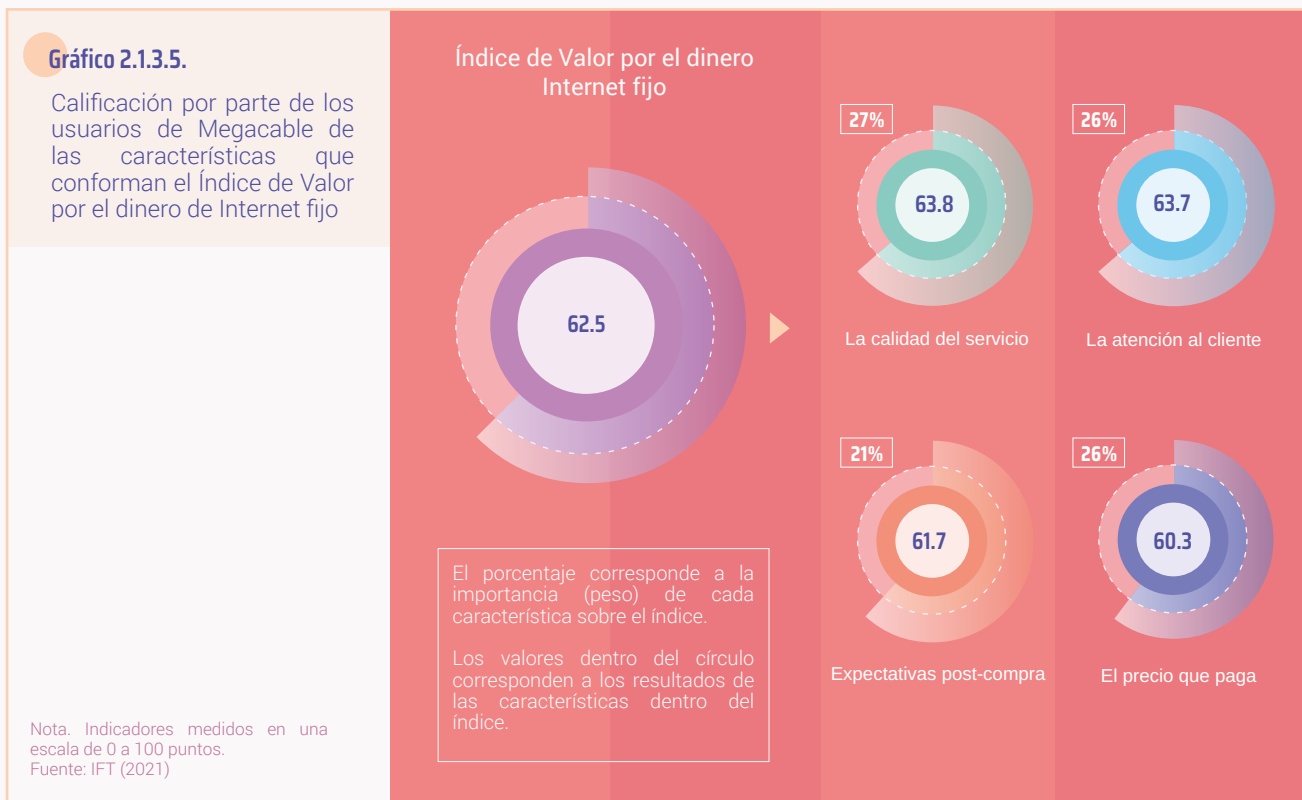 Gráfico 2.1.3.5.
Calificación por parte de los
usuarios de Megacable de
las características que
conforman el Índice de Valor
por el dinero de Internet fijo
Nota. Indicadores medidos en una
escala de 0 a 100 puntos.
Fuente: IFT (2021)
Índice de Valor por el dinero
Internet fijo
62.5
El porcentaje corresponde a la
importancia (peso) de cada
característica sobre el índice.
Los valores dentro del círculo
corresponden a los resultados de
las características dentro del
índice.
27%
63.8
La calidad del servicio
26%
63.7
La atención al cliente
21%
61.7
Expectativas post-compra
26%
60.3
El precio que paga